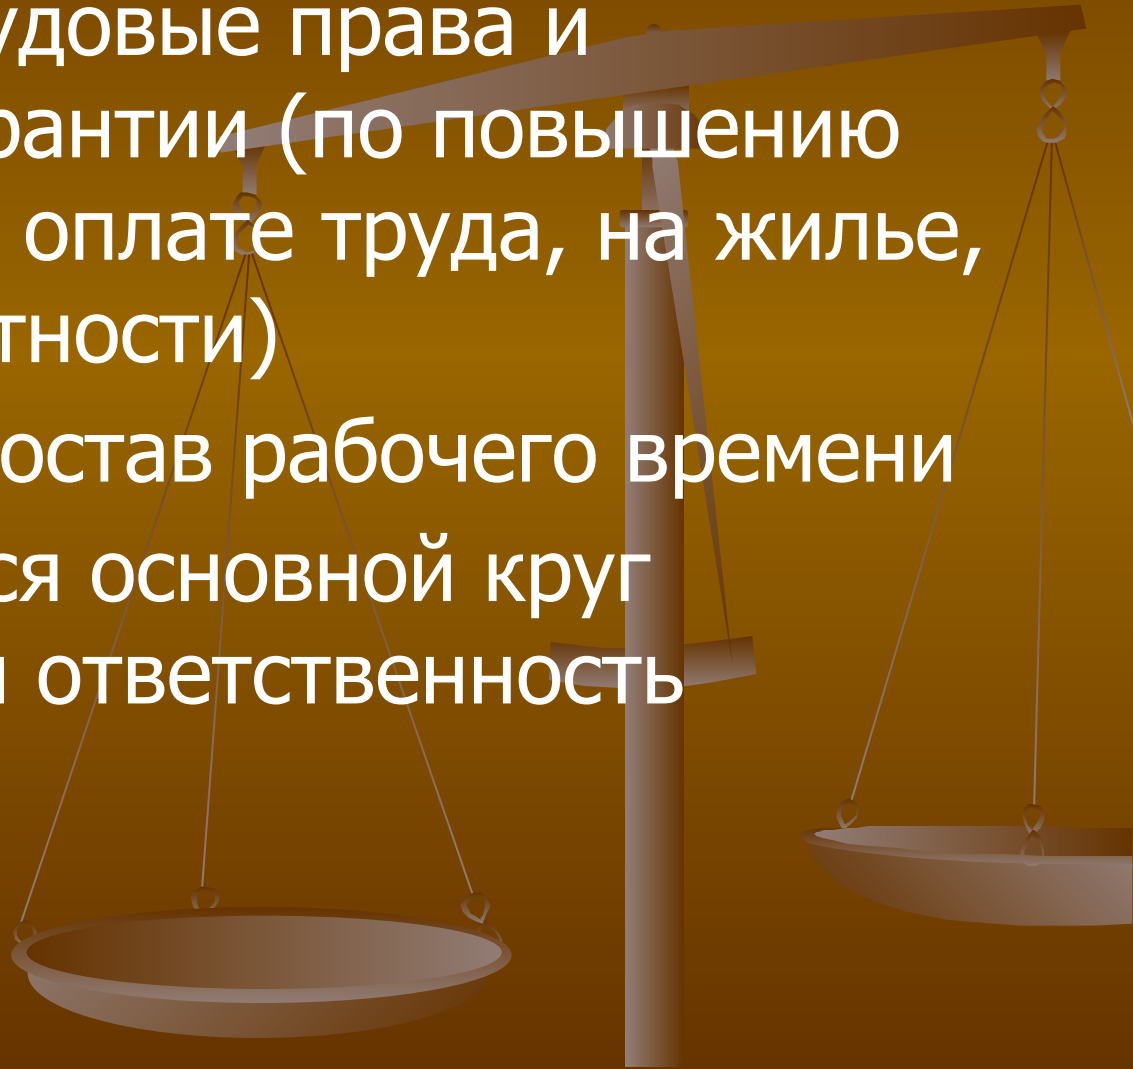 удовые права и
рантии (по повышению
оплате труда, на жилье,
тности)
остав рабочего времени
ся основной круг
ответственность